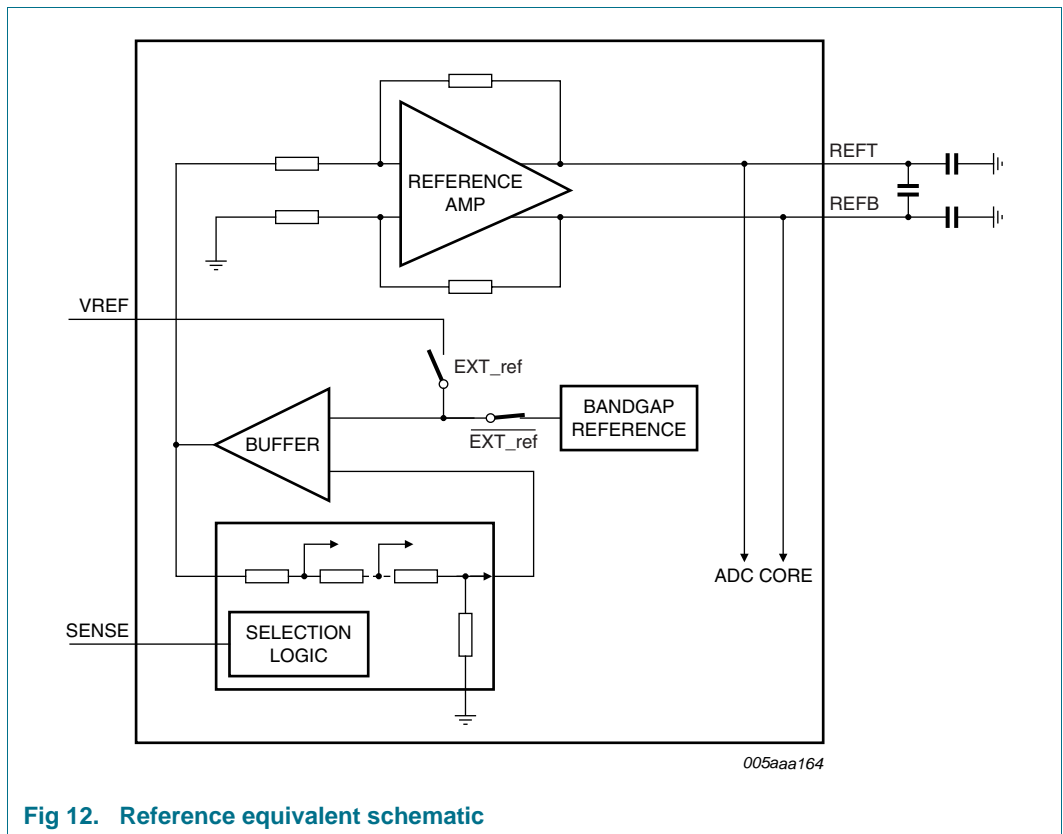 REFERENCE
AMP
REFT
REFB
VREF
EXT_ref
BUFFER
EXT_ref
BANDGAP
REFERENCE
ADC CORE
SENSE
SELECTION
LOGIC
005aaa164
Fig 12. Reference equivalent schematic